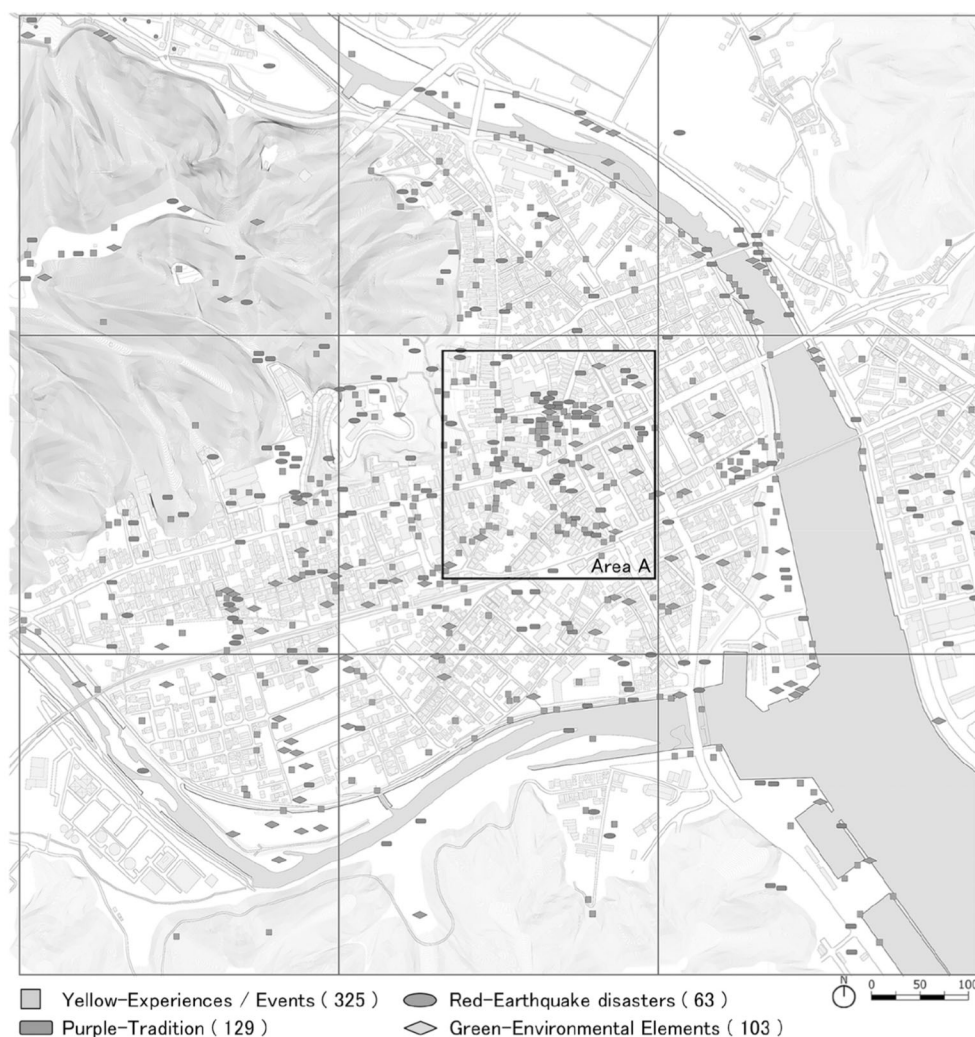 Area A
Yellow-Experiences / Events ( 325 )
Red-Earthquake disasters ( 63 )
N
0 50 100
Purple-Tradition ( 129 )
Green-Environmental Elements ( 103 )